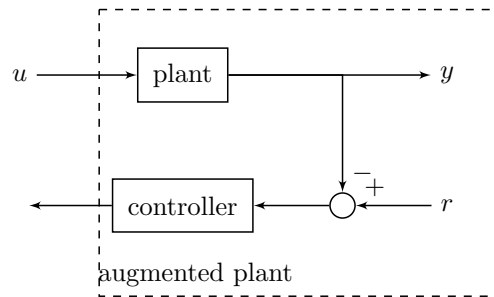 u plant y
−
+
controller r
augmented plant